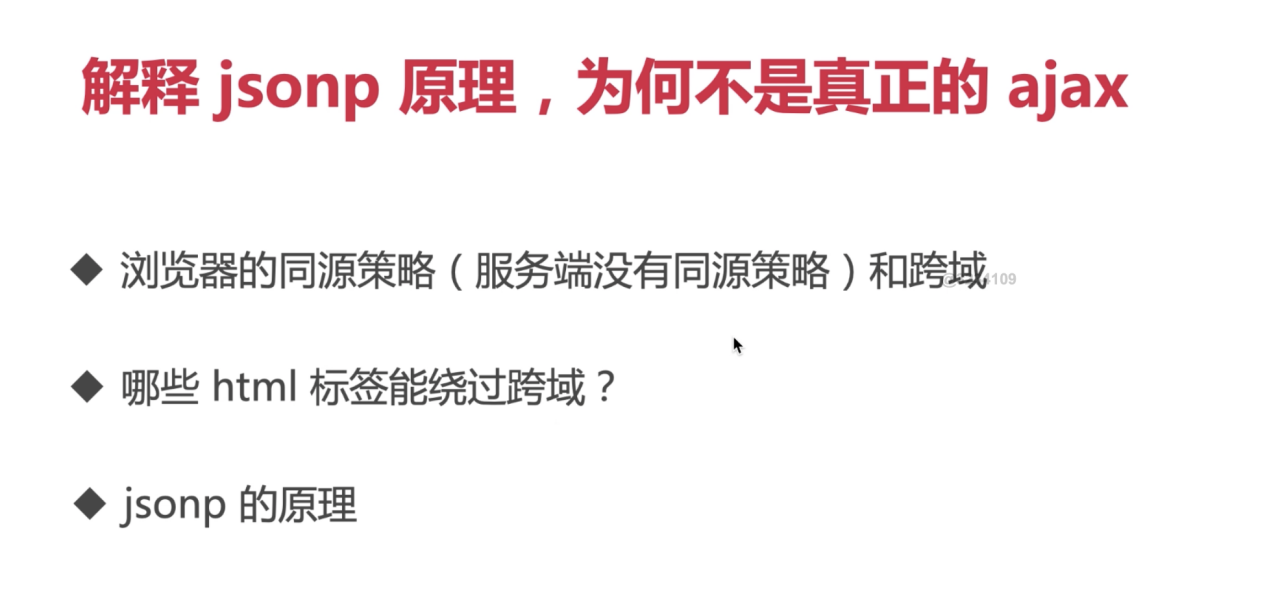 解释 jsonp 原理，为何不是真正的 ajax
◆ 浏览器的同源策略（服务端没有同源策略）和跨域
◆ 哪些 html 标签能绕过跨域？
◆ jsonp 的原理